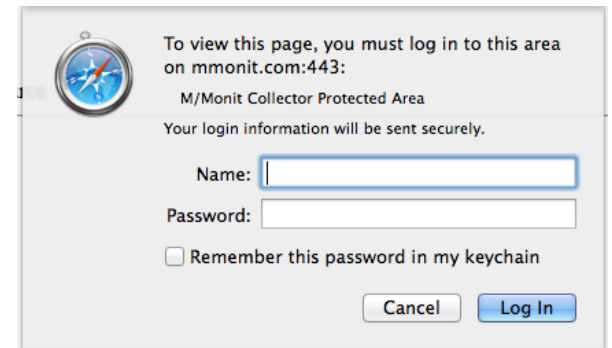 To view this page, you must log in to this area
on mmonit.com:443:
M/Monit Collector Protected Area
Your login information will be sent securely.
Name:
Password:
Remember this password in my keychain
Cancel Log In